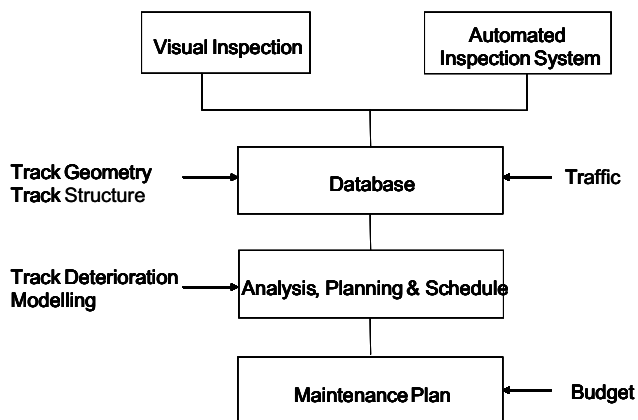 Visual Inspection
Automated
Inspection System
Track Geometry
Track Structure
Database
Traffic
Track Deterioration
Modelling
Analysis, Planning & Schedule
Maintenance Plan
Budget